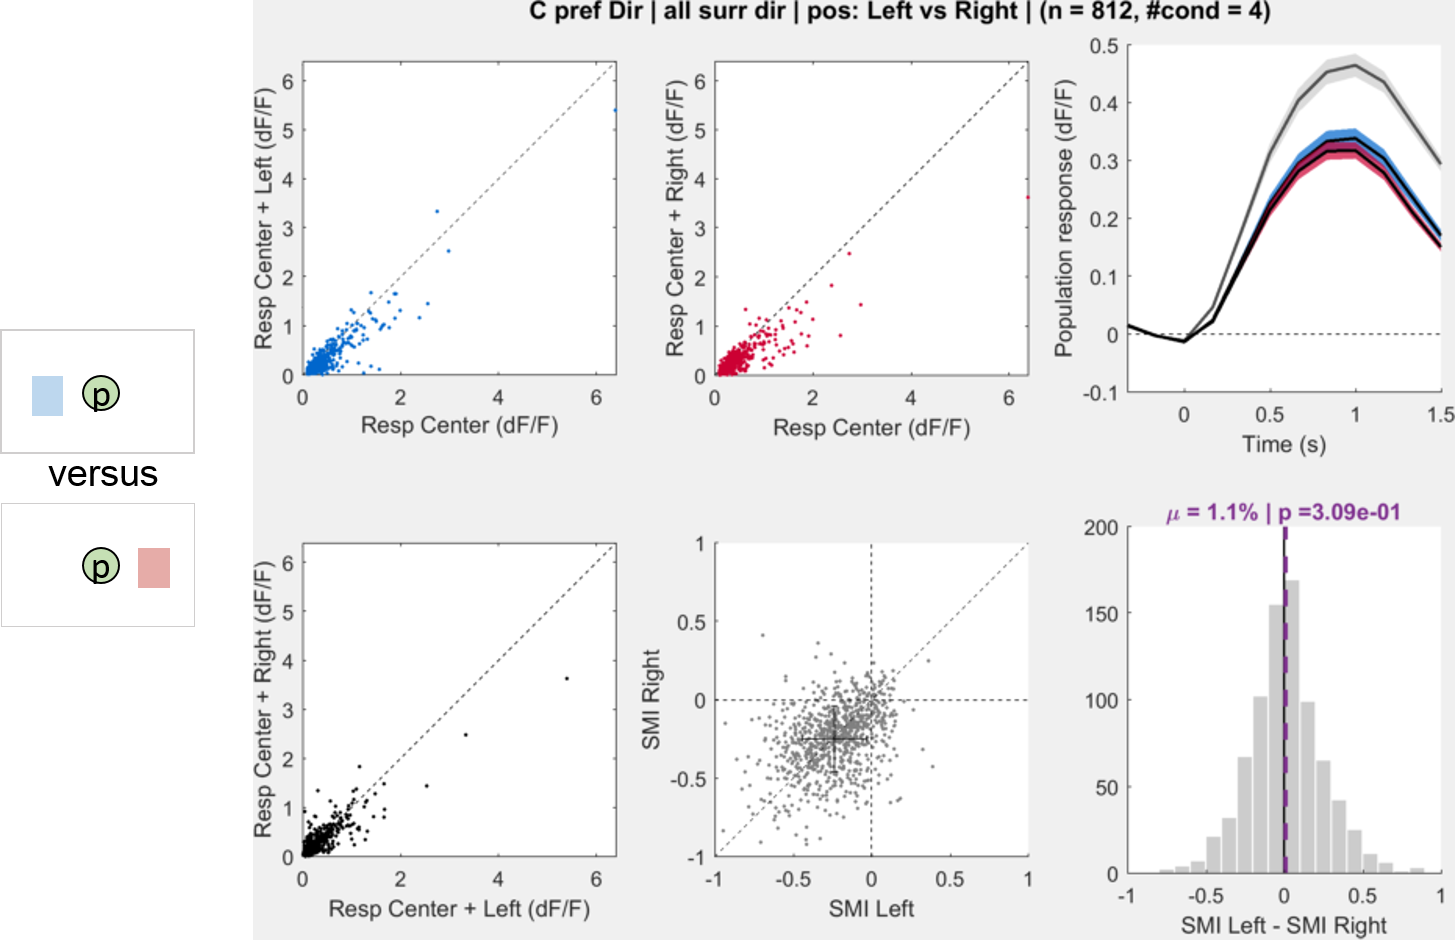 C pref Dir | all surr dir | pos: Left vs Right | (n = 812, #cond = 4)
p
versus
p
Resp Center + Left (dF/F)
6
5
4
3
2
1
0
0 2 4 6
Resp Center (dF/F)
Resp Center + Right (dF/F)
6
5
4
3
2
1
0
0 2 4 6
Resp Center (dF/F)
Population response (dF/F)
0.5
0.4
0.3
0.2
0.1
0
-0.1
0 0.5 1 1.5
Time (s)
Resp Center + Right (dF/F)
6
5
4
3
2
1
0
0 2 4 6
Resp Center + Left (dF/F)
SMI Right
1
0.5
0
-0.5
-1
-1 -0.5 0 0.5 1
SMI Left
μ = 1.1% | p =3.09e-01
200
150
100
50
0
-1 -0.5 0 0.5 1
SMI Left - SMI Right